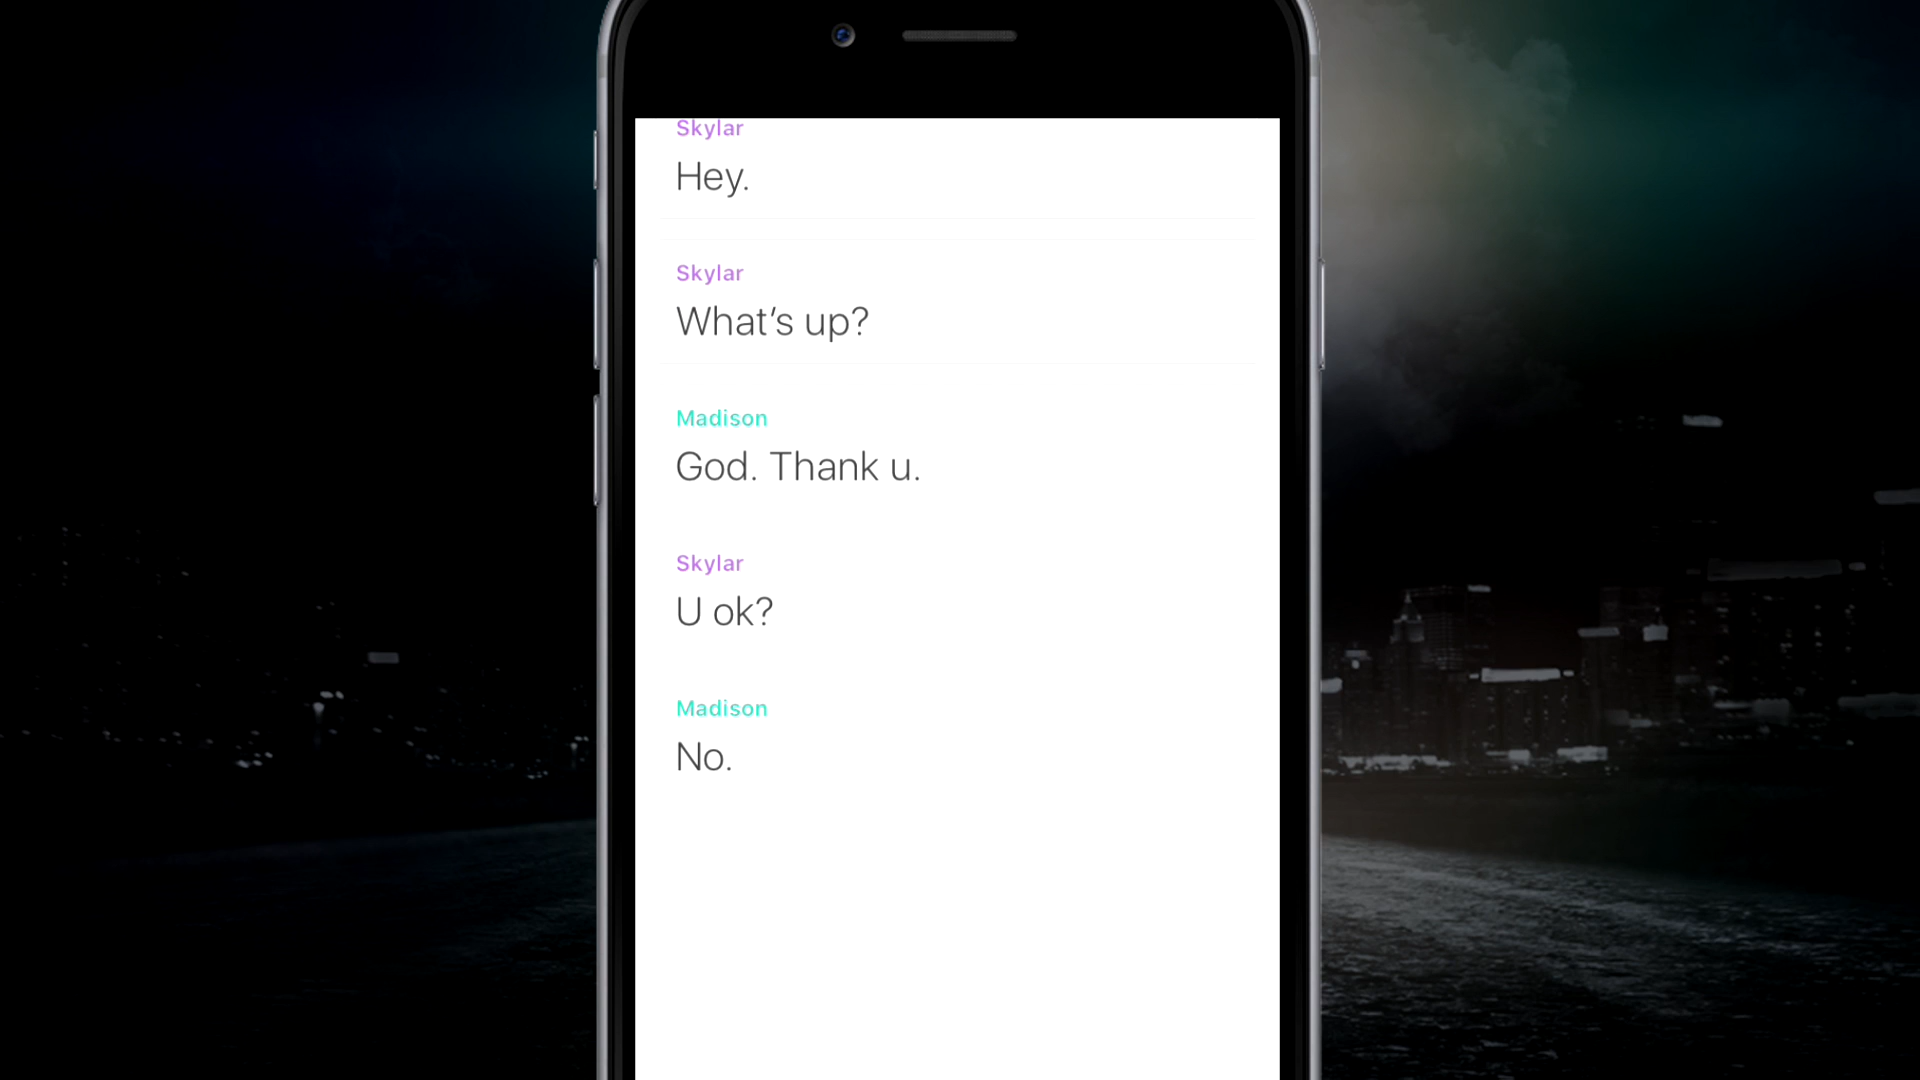 Skylar
Hey.
Skylar
What's up?
Madison
God. Thank u.
Skylar
U ok?
Madison
No.